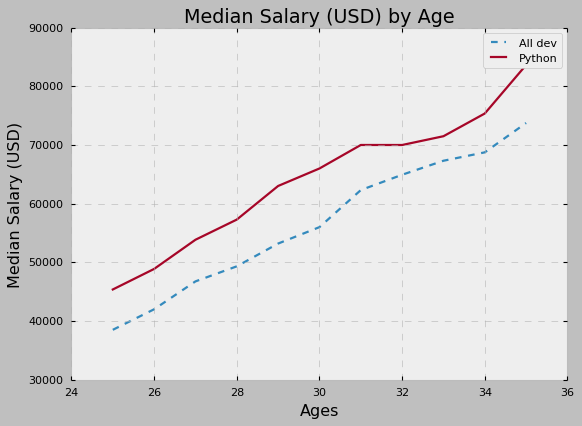 Median Salary (USD) by Age
90000
80000
70000
60000
50000
40000
30000
Median Salary (USD)
All dev
Python
24 26 28 30 32 34 36
Ages